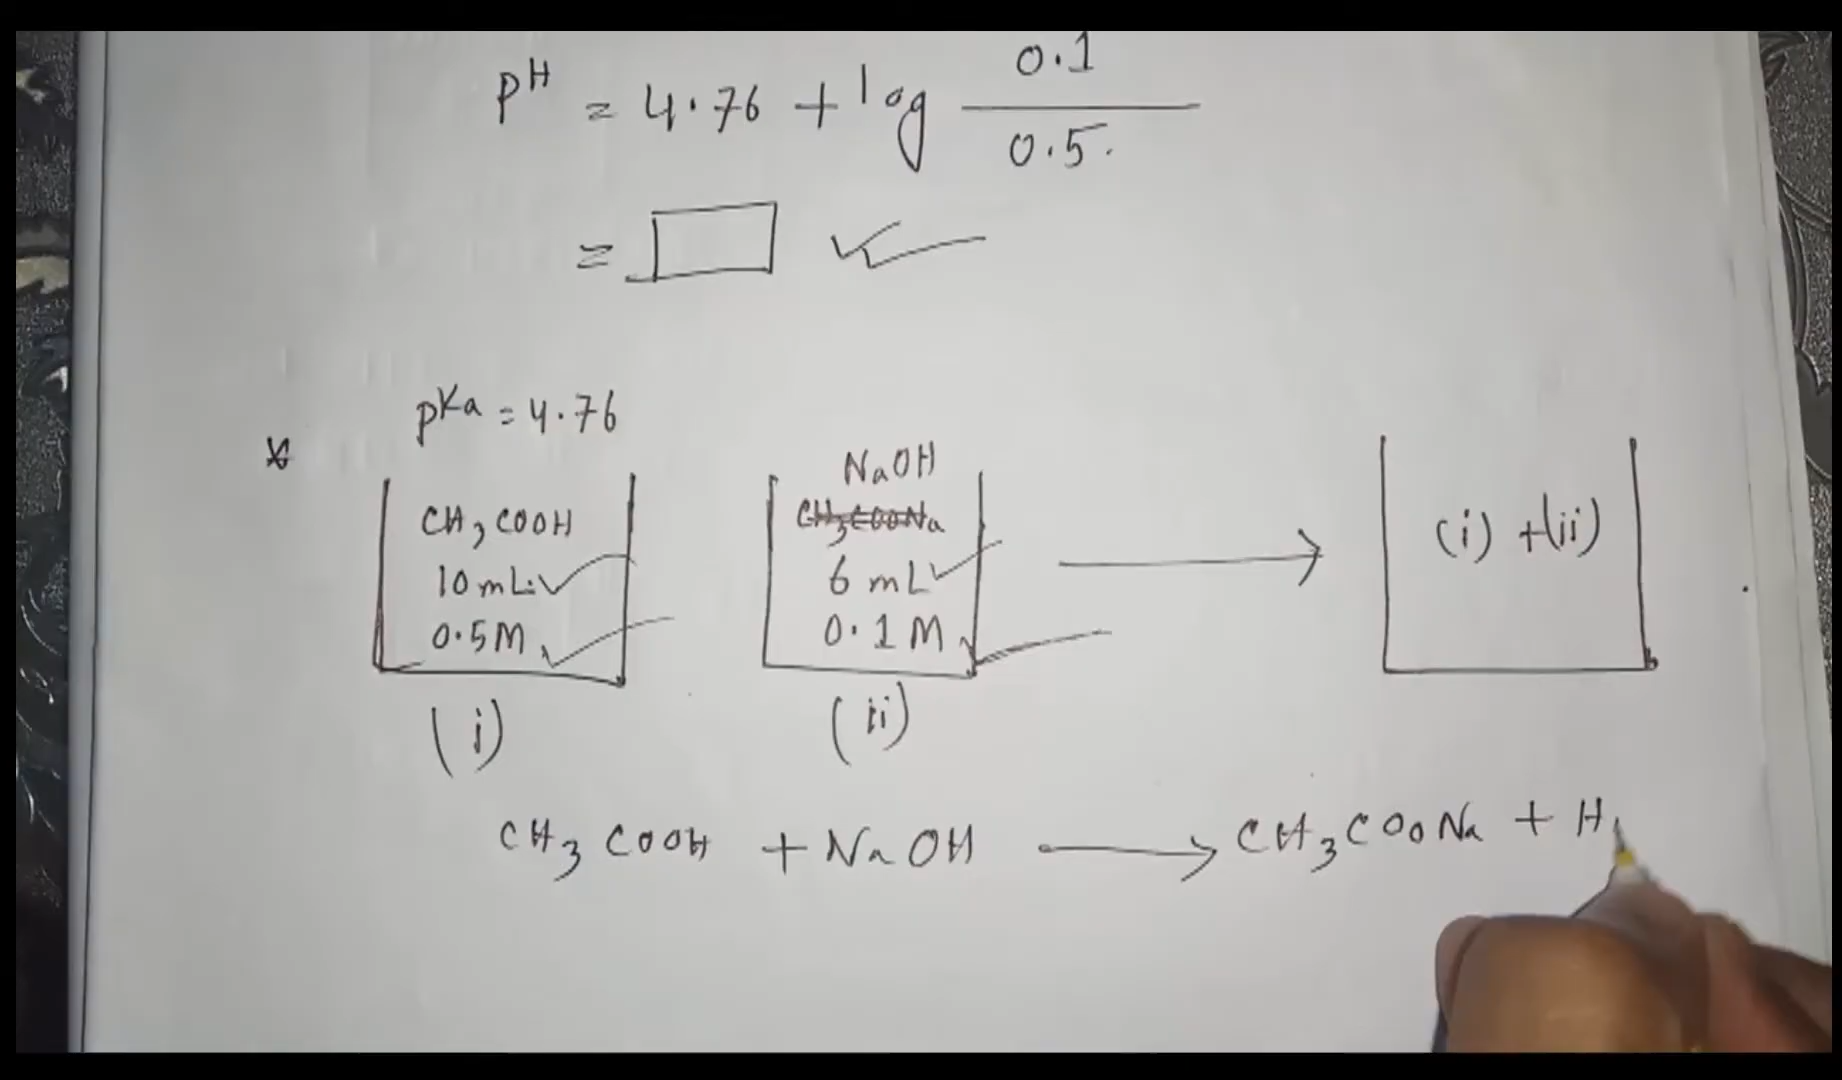 pH = 4.76 + log 0.1 / 0.5
=
pKa = 4.76
CH3COOH
10 mL
0.5M
(i)
NaOH
CH3COONa
6 mL
0.1 M
(ii)
(i) + (ii)
CH3COOH + NaOH → CH3COONa + H